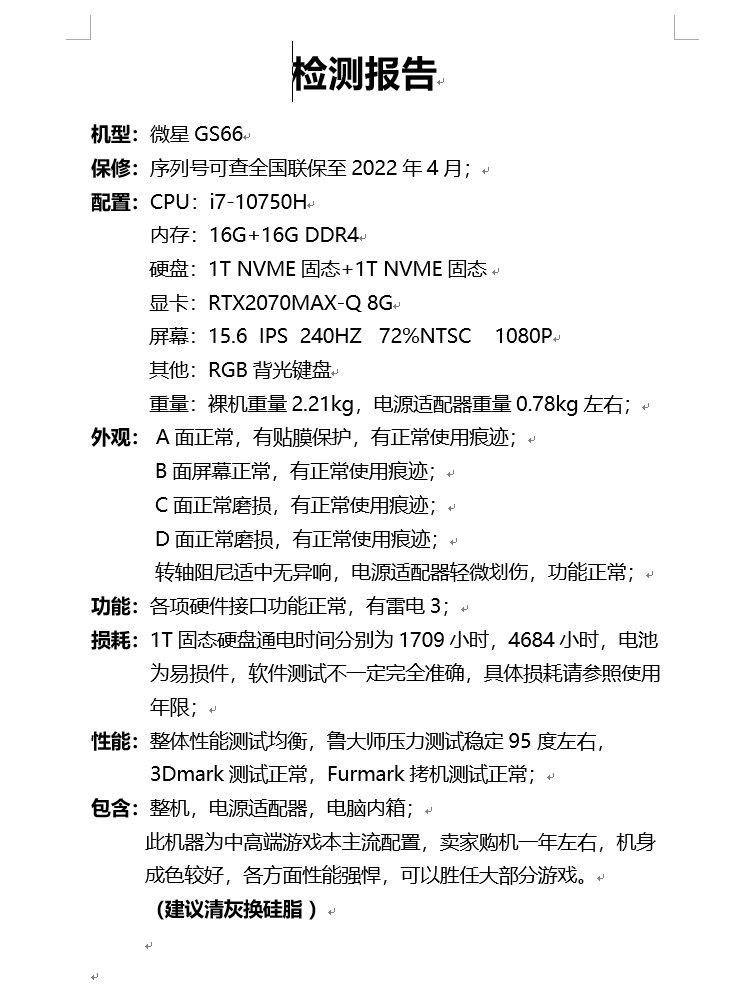 检测报告
机型：微星 GS66
保修：序列号可查全国联保至 2022 年 4 月；
配置：CPU：i7-10750H
内存：16G+16G DDR4
硬盘：1T NVME 固态+1T NVME 固态
显卡：RTX2070MAX-Q 8G
屏幕：15.6 IPS 240HZ 72%NTSC 1080P
其他：RGB 背光键盘
重量：裸机重量 2.21kg，电源适配器重量 0.78kg 左右；
外观： A 面正常，有贴膜保护，有正常使用痕迹；
B 面屏幕正常，有正常使用痕迹；
C 面正常磨损，有正常使用痕迹；
D 面正常磨损，有正常使用痕迹；
转轴阻尼适中无异响，电源适配器轻微划伤，功能正常；
功能：各项硬件接口功能正常，有雷电 3；
损耗：1T 固态硬盘通电时间分别为 1709 小时，4684 小时，电池
为易损件，软件测试不一定完全准确，具体损耗请参照使用
年限；
性能：整体性能测试均衡，鲁大师压力测试稳定 95 度左右，
3Dmark 测试正常，Furmark 拷机测试正常；
包含：整机，电源适配器，电脑内箱；
此机器为中高端游戏本主流配置，卖家购机一年左右，机身
成色较好，各方面性能强悍，可以胜任大部分游戏。
（建议清灰换硅脂 ）